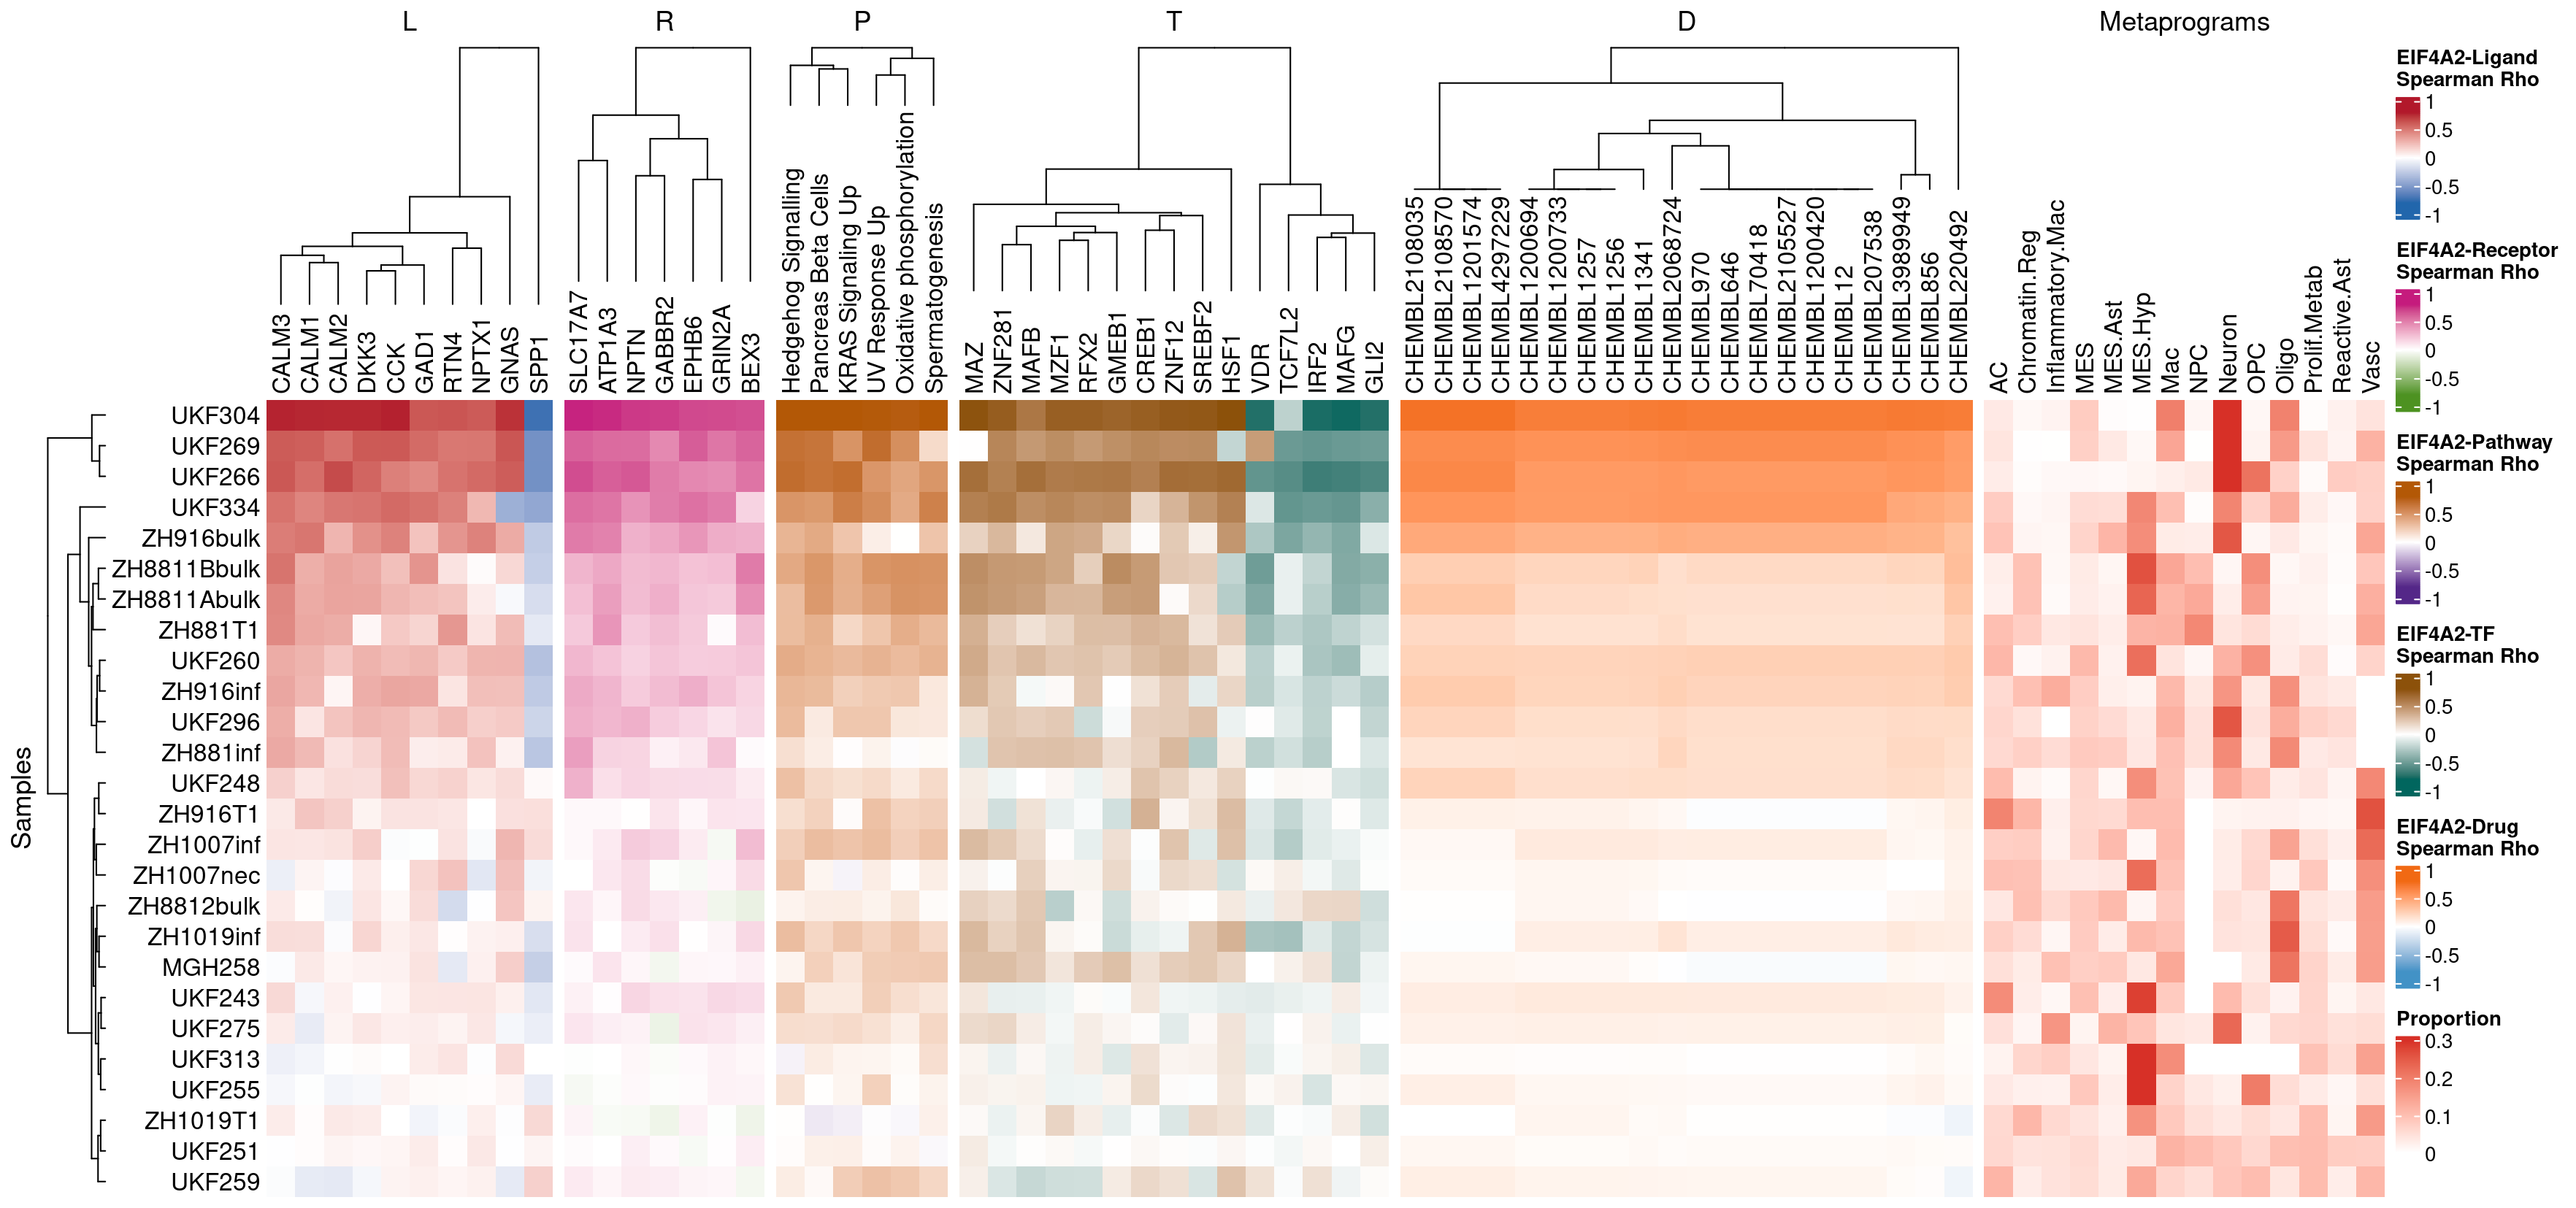 L
R
P
T
D
Metaprograms
CALM3
CALM1
CALM2
DKK3
CCK
GAD1
RTN4
NPTX1
GNAS
SPP1
SLC17A7
ATP1A3
NPTN
GABBR2
EPHB6
GRIN2A
BEX3
Hedgehog Signalling
Pancreas Beta Cells
KRAS Signaling Up
UV Response Up
Oxidative phosphorylation
Spermatogenesis
MAZ
ZNF281
MAFB
MZF1
RFX2
GMEB1
CREB1
ZNF12
SREBF2
HSF1
VDR
TCF7L2
IRF2
MAFG
GLI2
CHEMBL2108035
CHEMBL2108570
CHEMBL1201574
CHEMBL4297229
CHEMBL1200694
CHEMBL1200733
CHEMBL1257
CHEMBL1256
CHEMBL1341
CHEMBL2068724
CHEMBL970
CHEMBL646
CHEMBL70418
CHEMBL2105527
CHEMBL1200420
CHEMBL12
CHEMBL207538
CHEMBL3989949
CHEMBL856
CHEMBL220492
AC
Chromatin.Reg
Inflammatory.Mac
MES
MES.Ast
MES.Hyp
Mac
NPC
Neuron
OPC
Oligo
Prolif.Metab
Reactive.Ast
Vasc
Samples
UKF304
UKF269
UKF266
UKF334
ZH916bulk
ZH8811Bbulk
ZH8811Abulk
ZH881T1
UKF260
ZH916inf
UKF296
ZH881inf
UKF248
ZH916T1
ZH1007inf
ZH1007nec
ZH8812bulk
ZH1019inf
MGH258
UKF243
UKF275
UKF313
UKF255
ZH1019T1
UKF251
UKF259
EIF4A2-Ligand
Spearman Rho
1
0.5
0
-0.5
-1
EIF4A2-Receptor
Spearman Rho
1
0.5
0
-0.5
-1
EIF4A2-Pathway
Spearman Rho
1
0.5
0
-0.5
-1
EIF4A2-TF
Spearman Rho
1
0.5
0
-0.5
-1
EIF4A2-Drug
Spearman Rho
1
0.5
0
-0.5
-1
Proportion
0.3
0.2
0.1
0